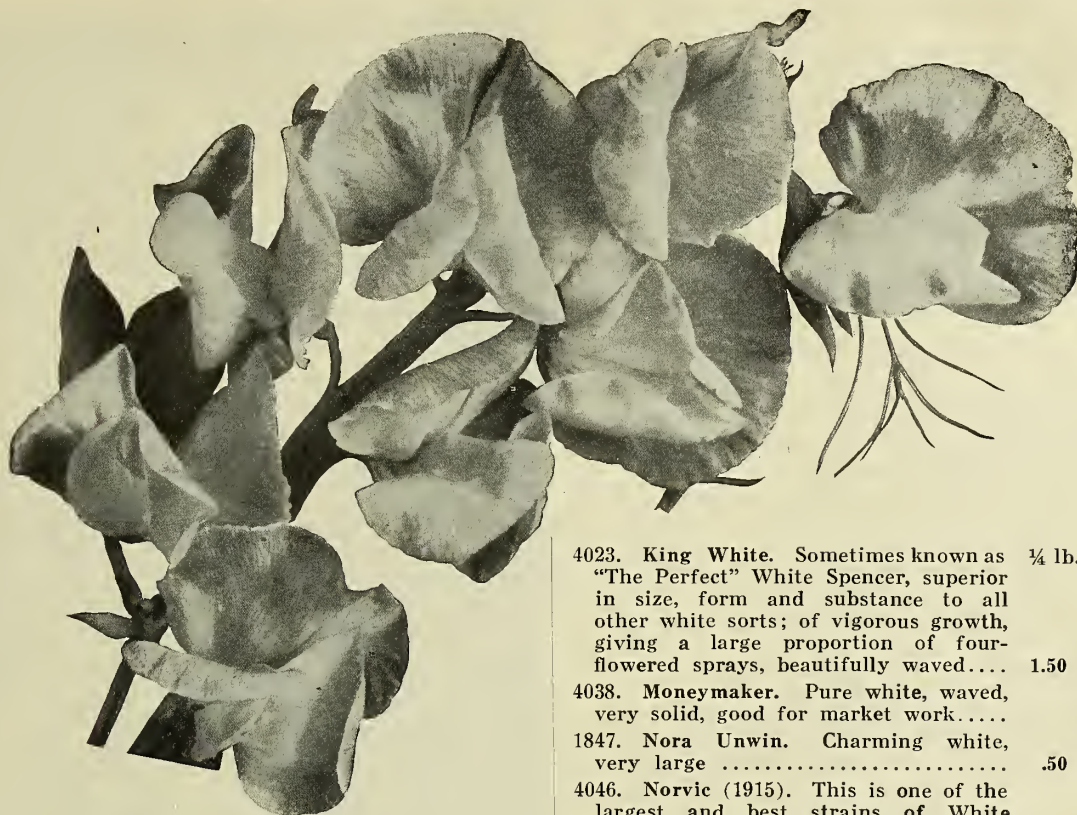 4023. King White. Sometimes known as ¼ lb.
"The Perfect" White Spencer, superior
in size, form and substance to all
other white sorts; of vigorous growth,
giving a large proportion of four-
flowered sprays, beautifully waved.... 1.50
4038. Moneymaker. Pure white, waved,
very solid, good for market work.....
1847. Nora Unwin. Charming white,
very large .......................... .50
4046. Norvic (1915). This is one of the
largest and best strains of White